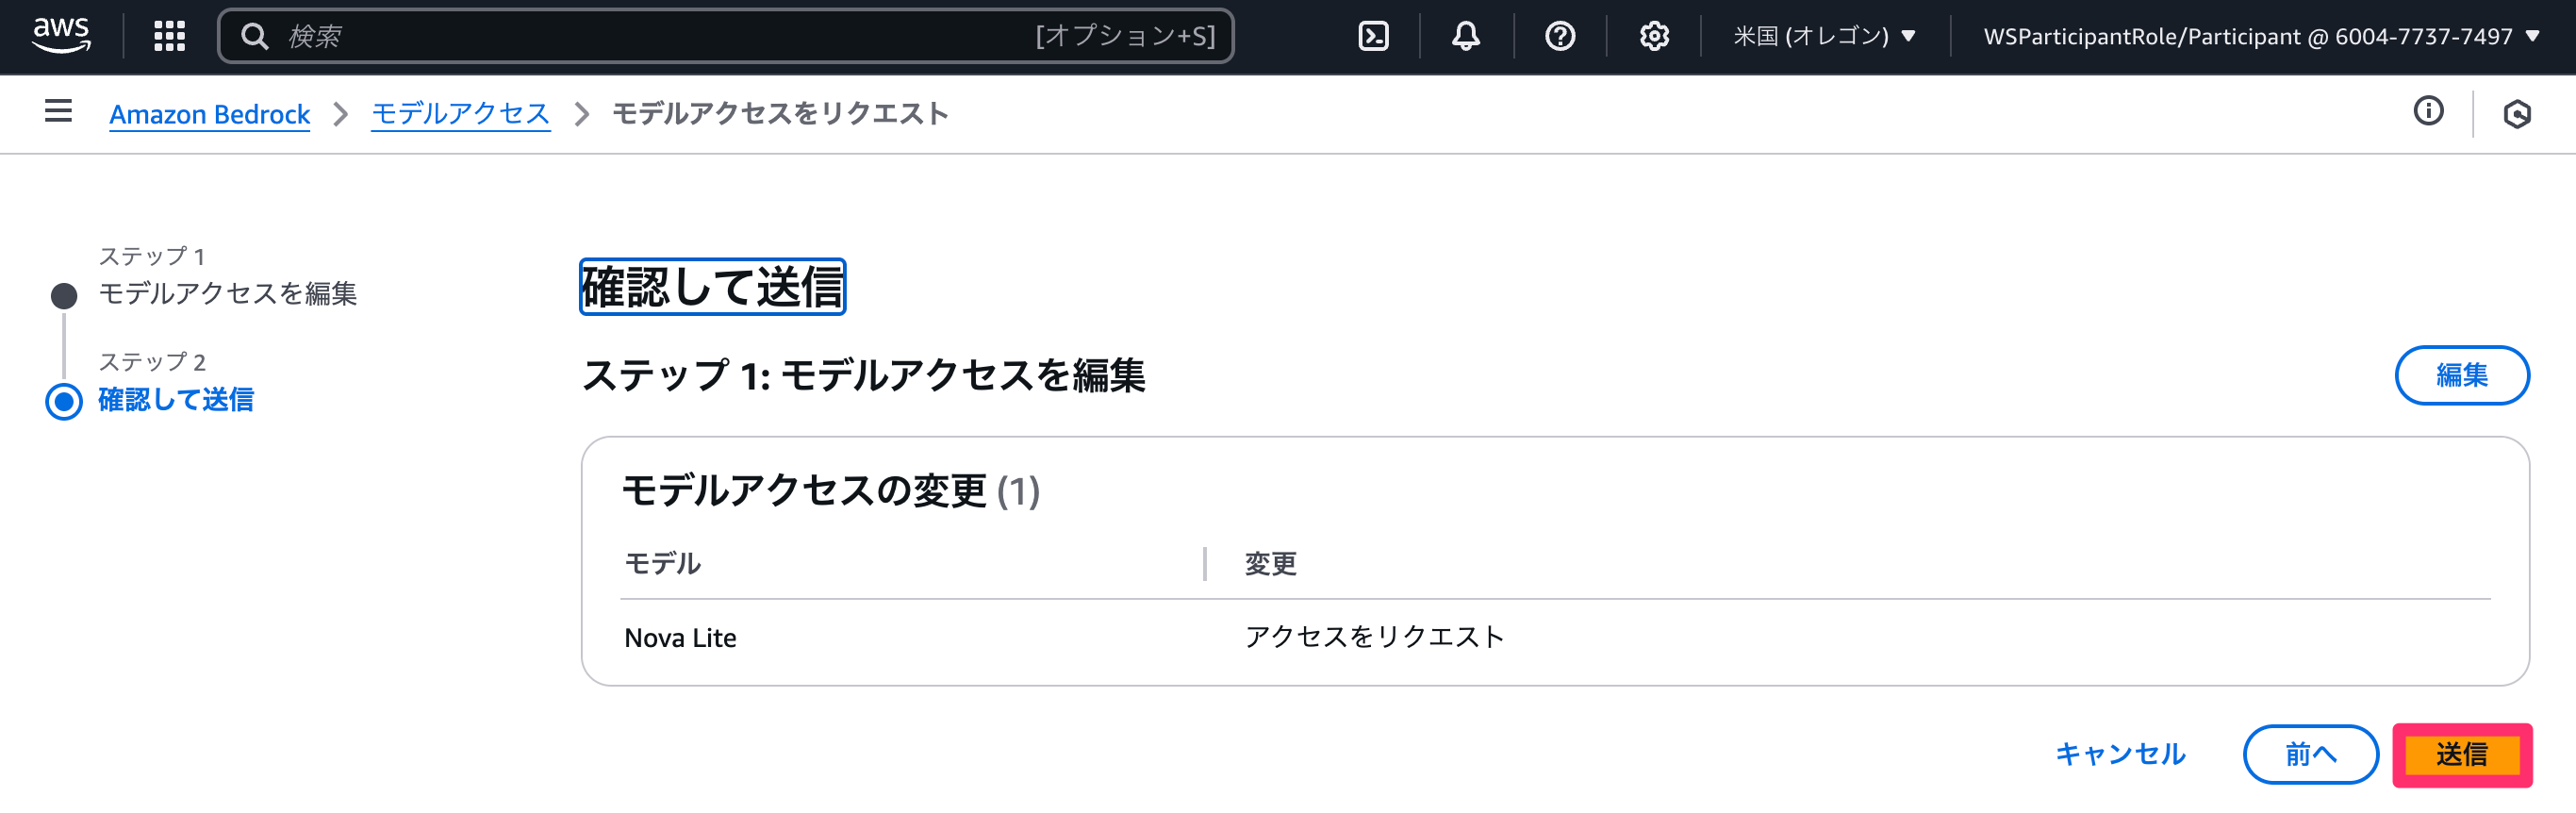 aws 検索 [オプション+S] 米国 (オレゴン) WSParticipantRole/Participant @ 6004-7737-7497
Amazon Bedrock モデルアクセス モデルアクセスをリクエスト
ステップ 1
モデルアクセスを編集
ステップ 2
確認して送信
確認して送信
ステップ 1: モデルアクセスを編集 編集
モデルアクセスの変更 (1)
モデル 変更
Nova Lite アクセスをリクエスト
キャンセル 前へ 送信